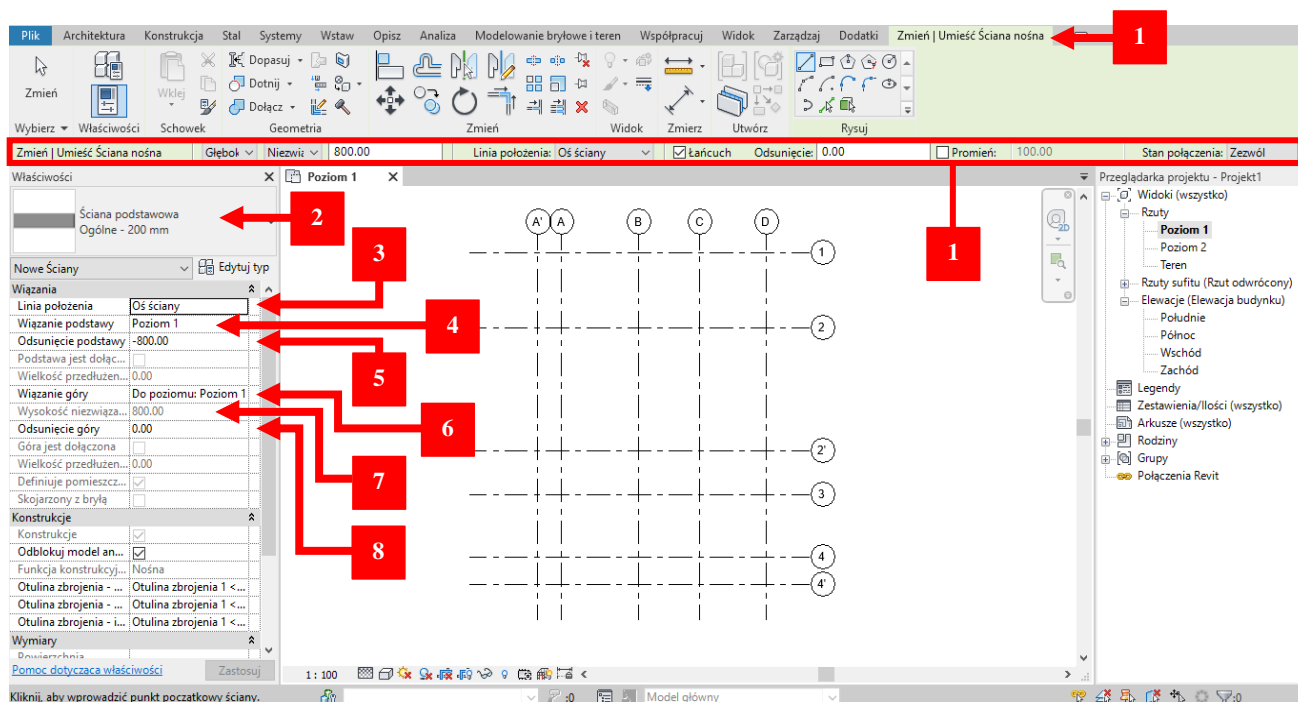 Plik Architektura Konstrukcja Stal Systemy Wstaw Opisz Analiza Modelowanie bryłowe i teren Współpracuj Widok Zarządzaj Dodatki Zmień | Umieść Ściana nośna
1
Zmień Wklej Dopasuj
Dotnij
Dołącz
Wybierz Właściwości Schowek Geometria Zmień Widok Zmierz Utwórz Rysuj
Zmień | Umieść Ściana nośna Głębok Niezwią 800.00 Linia położenia: Oś ściany Łańcuch Odsunięcie: 0.00 Promień: 100.00 Stan połączenia: Zezwól
1
Właściwości X
Ściana podstawowa
Ogólne - 200 mm
2
Nowe Ściany Edytuj typ
Wiązania
Linia położenia Oś ściany
3
Wiązanie podstawy Poziom 1
4
Odsunięcie podstawy -800.00
5
Podstawa jest dołąc...
Wielkość przedłużen... 0.00
Wiązanie góry Do poziomu: Poziom 1
6
Wysokość niezwiąza... 800.00
7
Odsunięcie góry 0.00
8
Góra jest dołączona
Wielkość przedłużen... 0.00
Definiuje pomieszcz...
Skojarzony z bryłą
Konstrukcje
Konstrukcje
Odblokuj model an...
Funkcja konstrukcyj... Nośna
Otulina zbrojenia - ... Otulina zbrojenia 1 <...
Otulina zbrojenia - ... Otulina zbrojenia 1 <...
Otulina zbrojenia - i... Otulina zbrojenia 1 <...
Wymiary
Powierzchnia
Pomoc dotycząca właściwości Zastosuj
Poziom 1 X
A' A B C D
1
2
2'
3
4
4'
2D
1 : 100
Przeglądarka projektu - Projekt1
Widoki (wszystko)
Rzuty
Poziom 1
Poziom 2
Teren
Rzuty sufitu (Rzut odwrócony)
Elewacje (Elewacja budynku)
Południe
Północ
Wschód
Zachód
Legendy
Zestawienia/Ilości (wszystko)
Arkusze (wszystko)
Rodziny
Grupy
Połączenia Revit
Kliknij, aby wprowadzić punkt początkowy ściany. :0 Model główny :0